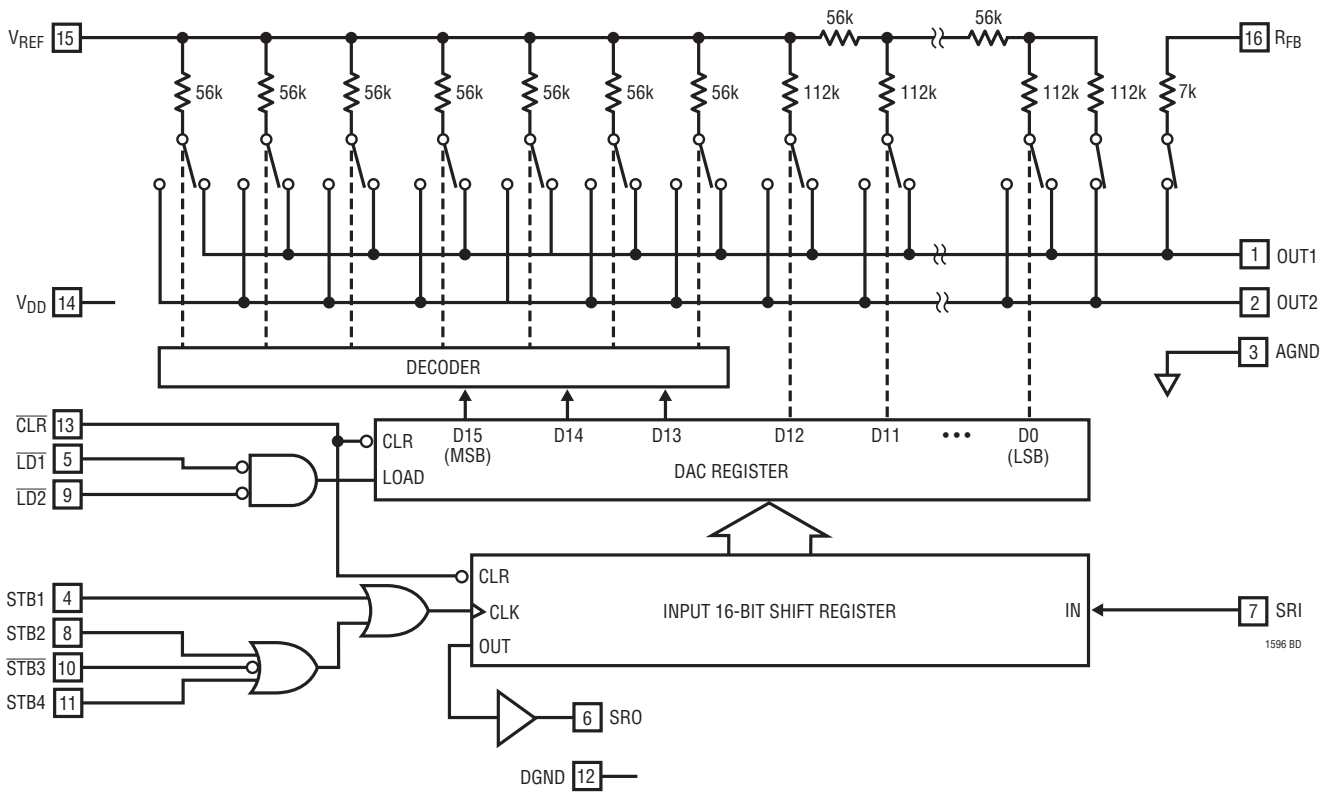 56k 56k
VREF 15 16 RFB
56k 56k 56k 56k 56k 56k 56k 112k 112k 112k 112k 7k
1 OUT1
VDD 14 2 OUT2
3 AGND
DECODER
CLR 13
CLR D15 D14 D13 D12 D11 ••• D0
(MSB) (LSB)
LD1 5
LOAD DAC REGISTER
LD2 9
CLR
STB1 4
CLK INPUT 16-BIT SHIFT REGISTER IN 7 SRI
STB2 8
OUT 1596 BD
STB3 10
STB4 11
6 SRO
DGND 12